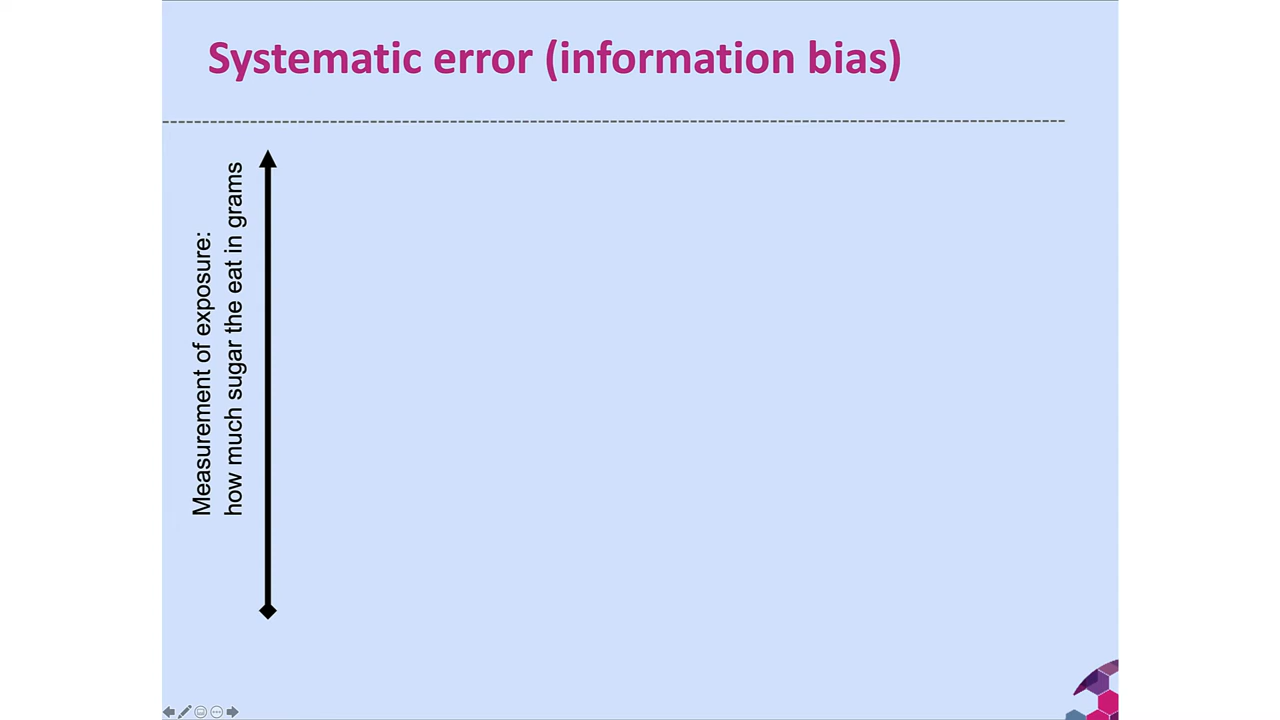 Systematic error (information bias)
Measurement of exposure:
how much sugar the eat in grams